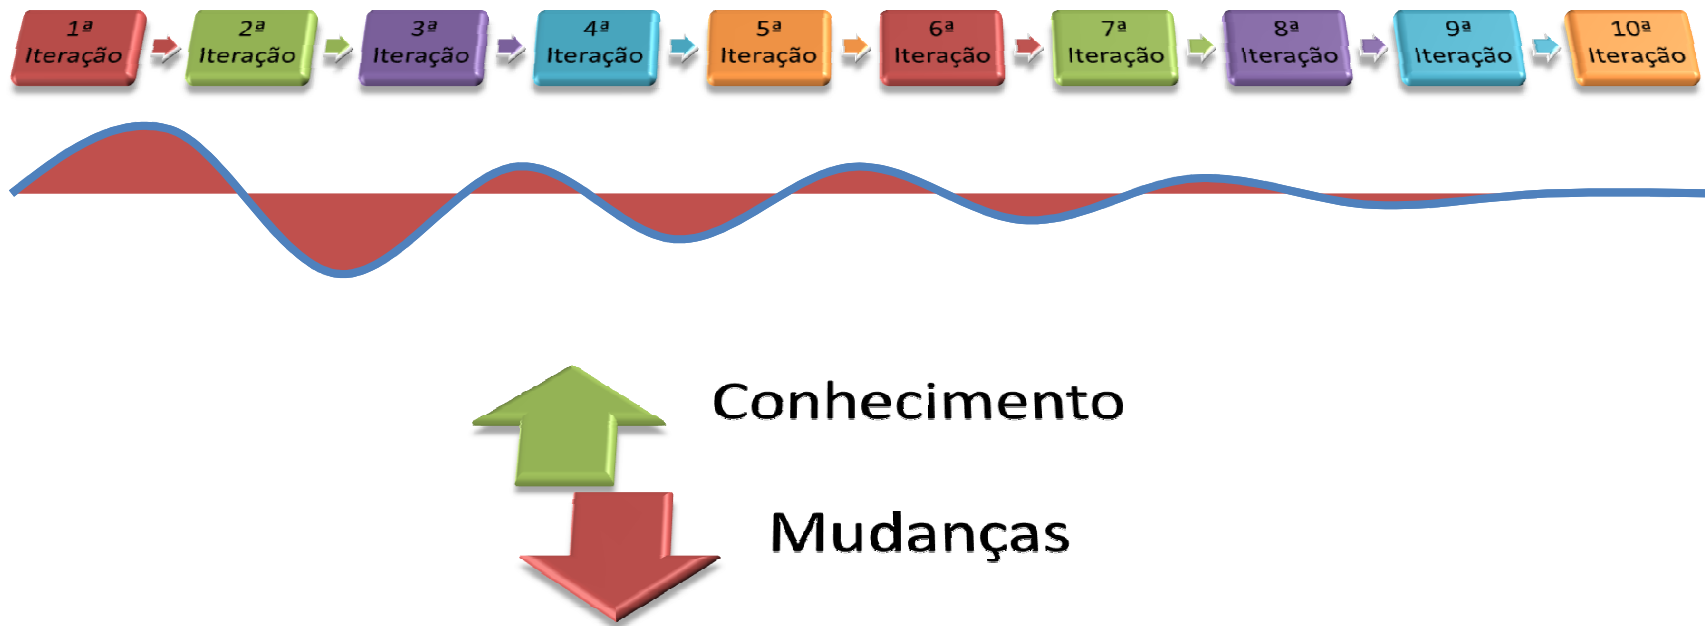 1ª
Iteração
2ª
Iteração
3ª
Iteração
4ª
Iteração
5ª
Iteração
6ª
Iteração
7ª
Iteração
8ª
Iteração
9ª
Iteração
10ª
Iteração
Conhecimento
Mudanças